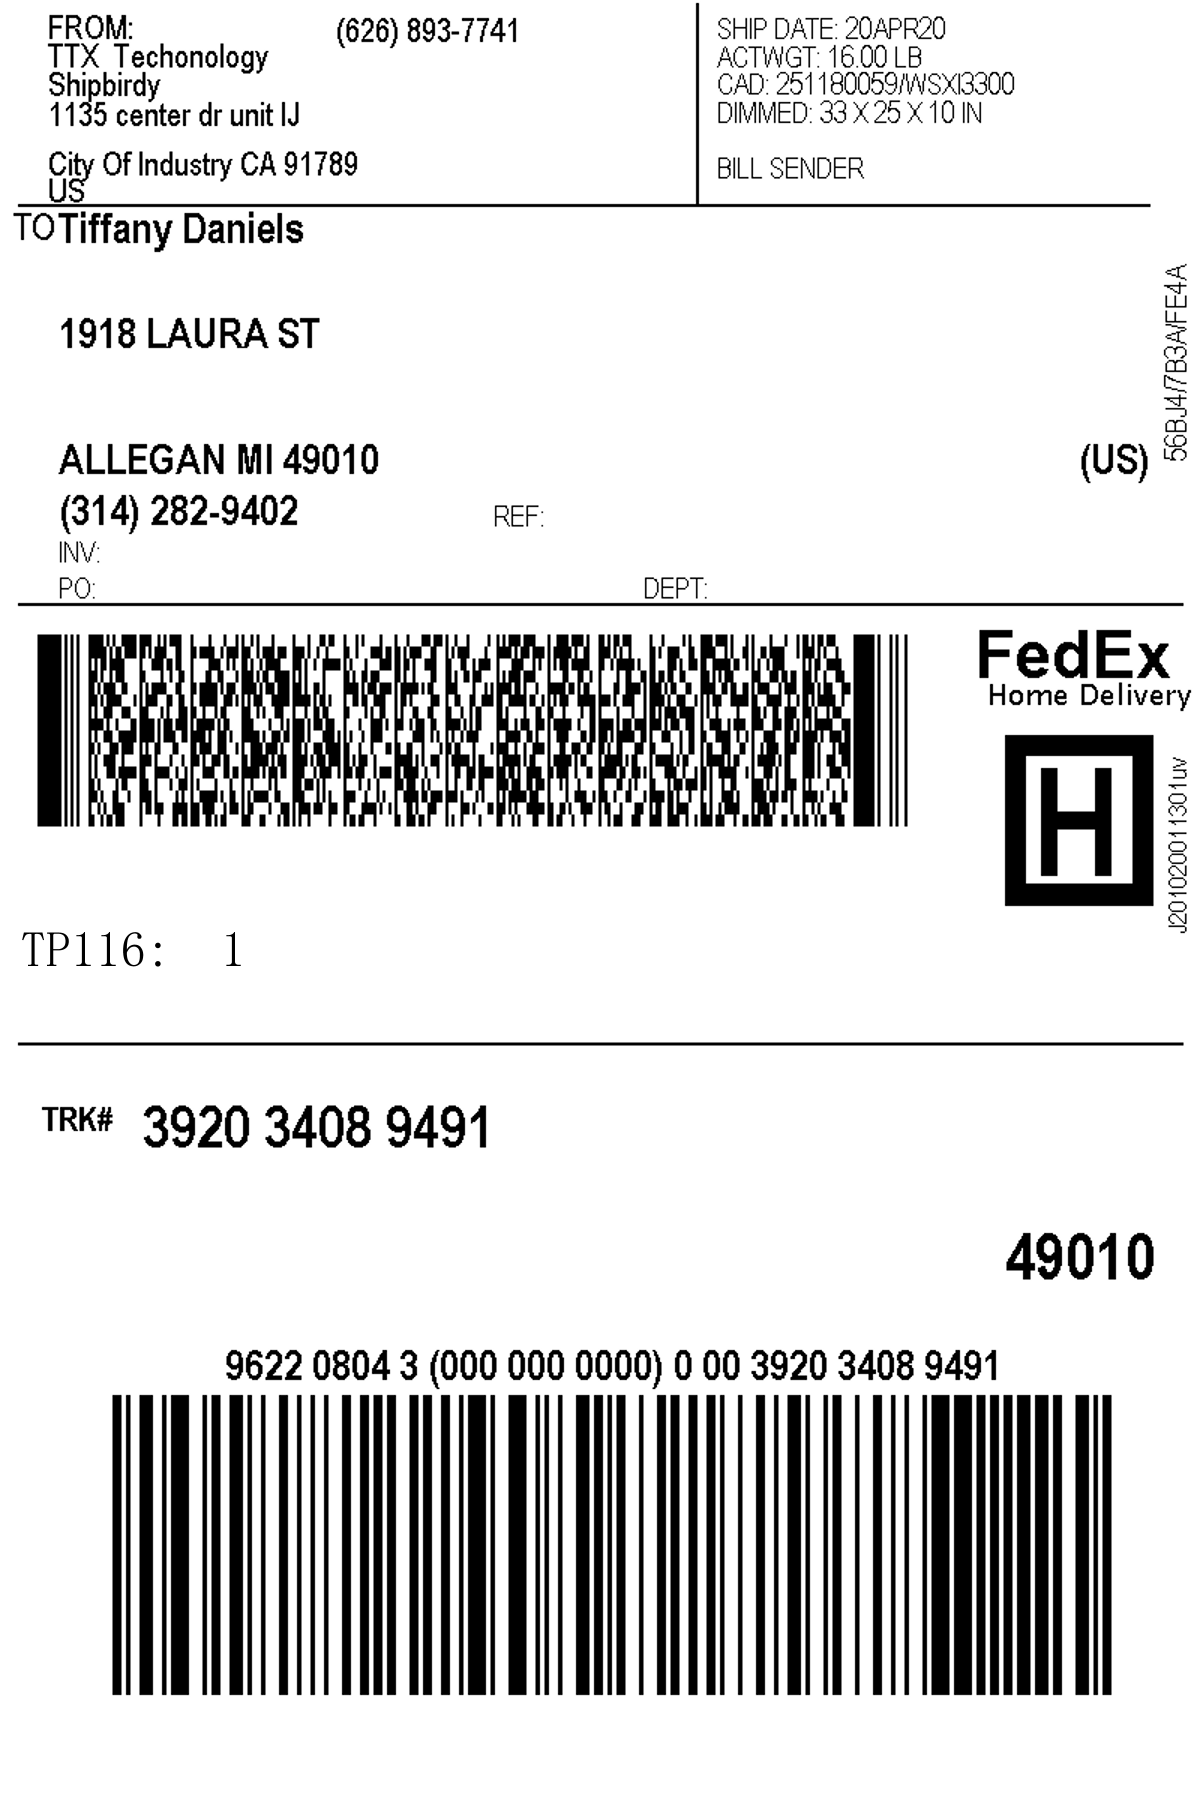 FROM: (626) 893-7741
TTX Techonology
Shipbirdy
1135 center dr unit IJ
City Of Industry CA 91789
US
SHIP DATE: 20APR20
ACTWGT: 16.00 LB
CAD: 251180059/WSXI3300
DIMMED: 33 X 25 X 10 IN
BILL SENDER
TO Tiffany Daniels
1918 LAURA ST
ALLEGAN MI 49010 (US)
(314) 282-9402 REF:
INV:
PO: DEPT:
56BJ4/7B3A/FE4A
FedEx
Home Delivery
H
J201020011301uv
TP116: 1
TRK# 3920 3408 9491
49010
9622 0804 3 (000 000 0000) 0 00 3920 3408 9491